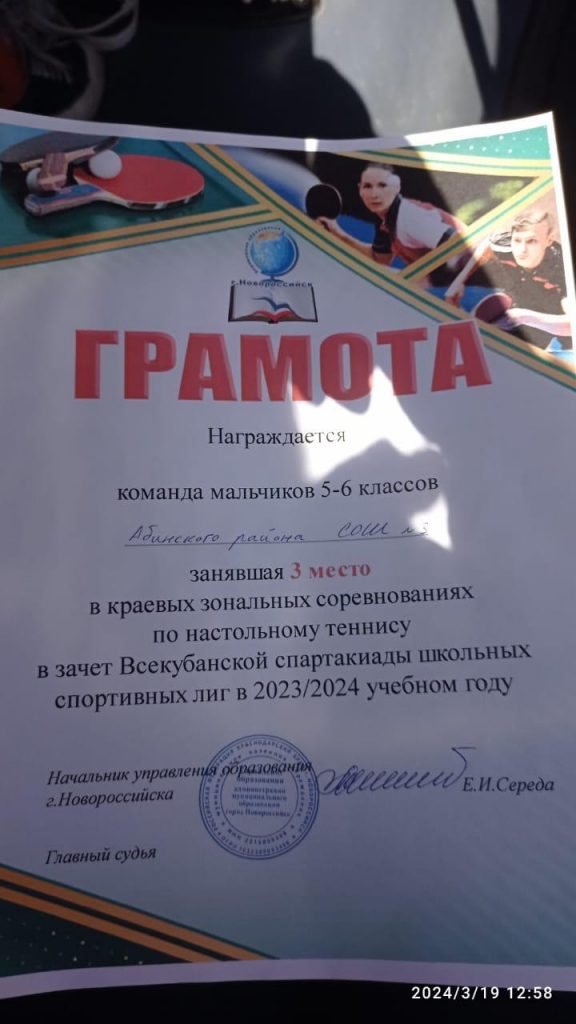 г.Новороссийск
ГРАМОТА
Награждается
команда мальчиков 5-6 классов
Абинского района СОШ №3
занявшая 3 место
в краевых зональных соревнованиях
по настольному теннису
в зачет Всекубанской спартакиады школьных
спортивных лиг в 2023/2024 учебном году
Начальник управления образования
г.Новороссийска
Е.И.Середа
Главный судья
2024/3/19 12:58